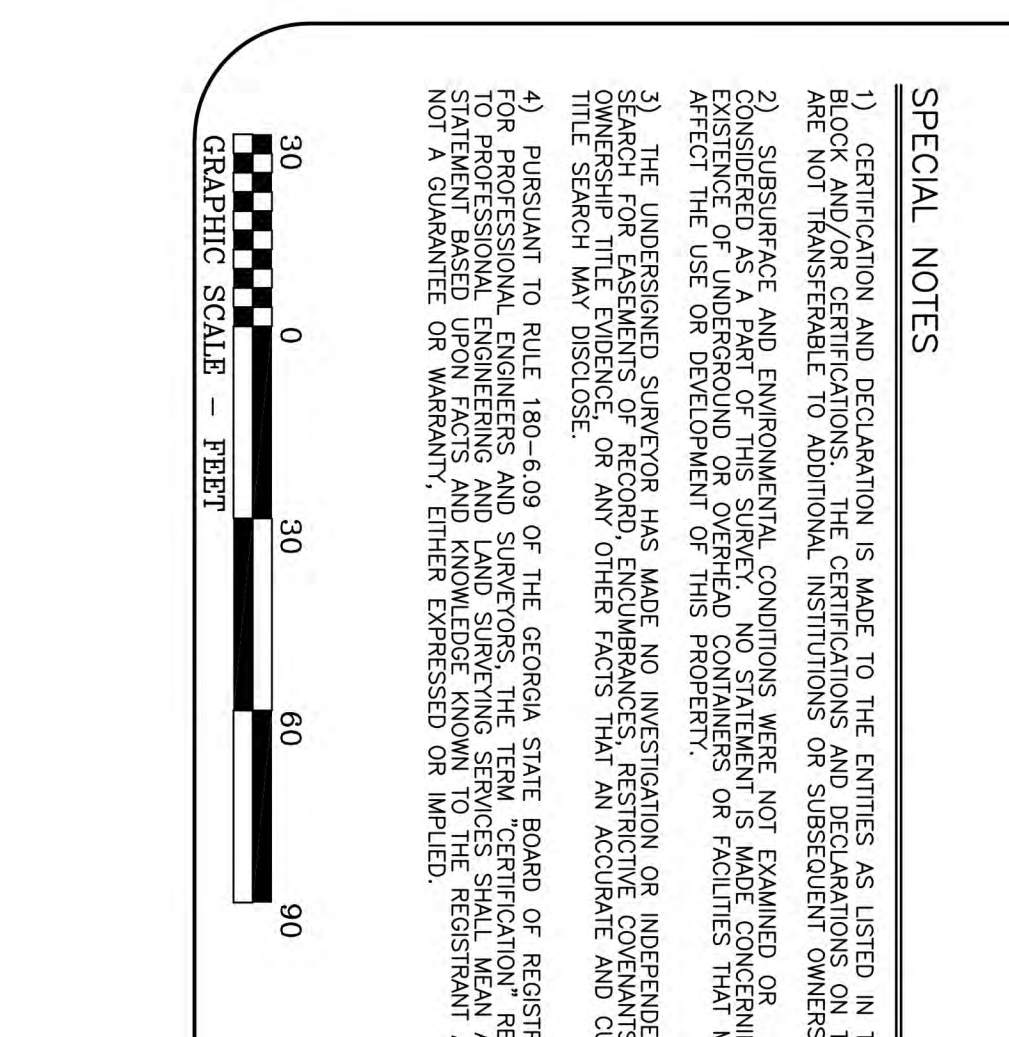 SPECIAL NOTES
1) CERTIFICATION AND DECLARATION IS MADE TO THE ENTITIES AS LISTED IN
BLOCK AND/OR CERTIFICATIONS. THE CERTIFICATIONS AND DECLARATIONS ON
ARE NOT TRANSFERABLE TO ADDITIONAL INSTITUTIONS OR SUBSEQUENT OWNERS
2) SUBSURFACE AND ENVIRONMENTAL CONDITIONS WERE NOT EXAMINED OR
CONSIDERED AS A PART OF THIS SURVEY. NO STATEMENT IS MADE
EXISTENCE OF UNDERGROUND OR OVERHEAD CONTAINERS OR FACILITIES THAT
AFFECT THE USE OR DEVELOPMENT OF THIS PROPERTY.
3) THE UNDERSIGNED SURVEYOR HAS MADE NO INVESTIGATION OR
SEARCH FOR EASEMENTS OF RECORD, ENCUMBRANCES, RESTRICTIVE COVENANTS
OWNERSHIP TITLE EVIDENCE, OR ANY OTHER FACTS THAT AN ACCURATE AND
TITLE SEARCH MAY DISCLOSE.
4) PURSUANT TO RULE 180-6.09 OF THE GEORGIA STATE BOARD OF
FOR PROFESSIONAL ENGINEERS AND SURVEYORS, THE TERM "CERTIFICATION"
TO PROFESSIONAL ENGINEERING AND LAND SURVEYING SERVICES SHALL MEAN
STATEMENT BASED UPON FACTS AND KNOWLEDGE KNOWN TO THE REGISTRANT
NOT A GUARANTEE OR WARRANTY, EITHER EXPRESSED OR IMPLIED.
30 0 30 60 90
GRAPHIC SCALE - FEET